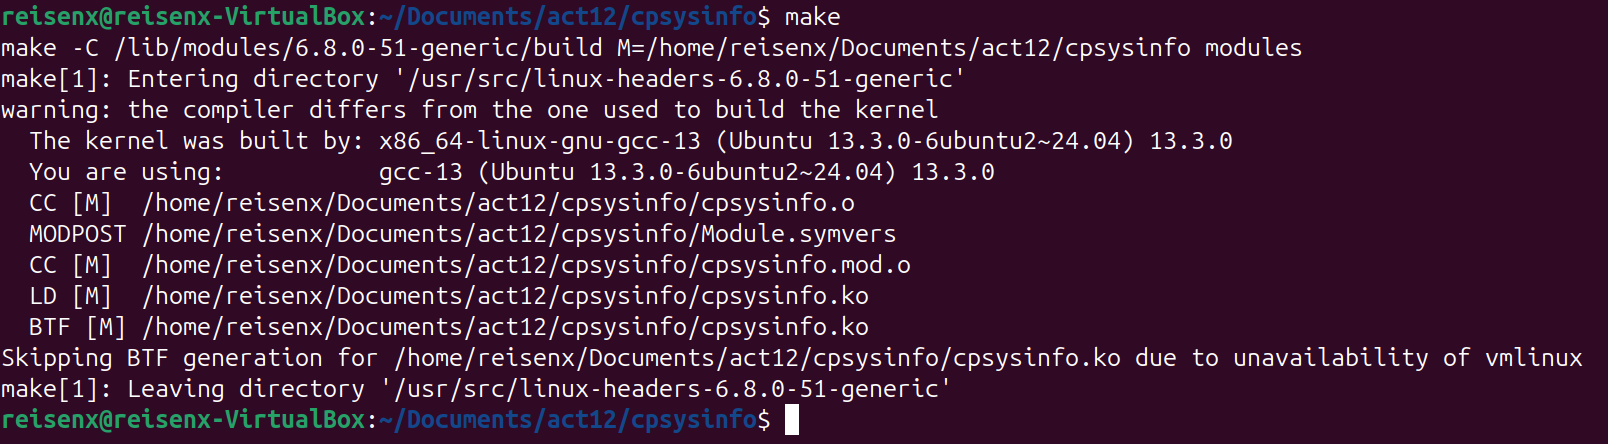 reisenx@reisenx-VirtualBox:~/Documents/act12/cpsysinfo$ make
make -C /lib/modules/6.8.0-51-generic/build M=/home/reisenx/Documents/act12/cpsysinfo modules
make[1]: Entering directory '/usr/src/linux-headers-6.8.0-51-generic'
warning: the compiler differs from the one used to build the kernel
  The kernel was built by: x86_64-linux-gnu-gcc-13 (Ubuntu 13.3.0-6ubuntu2~24.04) 13.3.0
  You are using:           gcc-13 (Ubuntu 13.3.0-6ubuntu2~24.04) 13.3.0
  CC [M]  /home/reisenx/Documents/act12/cpsysinfo/cpsysinfo.o
  MODPOST /home/reisenx/Documents/act12/cpsysinfo/Module.symvers
  CC [M]  /home/reisenx/Documents/act12/cpsysinfo/cpsysinfo.mod.o
  LD [M]  /home/reisenx/Documents/act12/cpsysinfo/cpsysinfo.ko
  BTF [M] /home/reisenx/Documents/act12/cpsysinfo/cpsysinfo.ko
Skipping BTF generation for /home/reisenx/Documents/act12/cpsysinfo/cpsysinfo.ko due to unavailability of vmlinux
make[1]: Leaving directory '/usr/src/linux-headers-6.8.0-51-generic'
reisenx@reisenx-VirtualBox:~/Documents/act12/cpsysinfo$